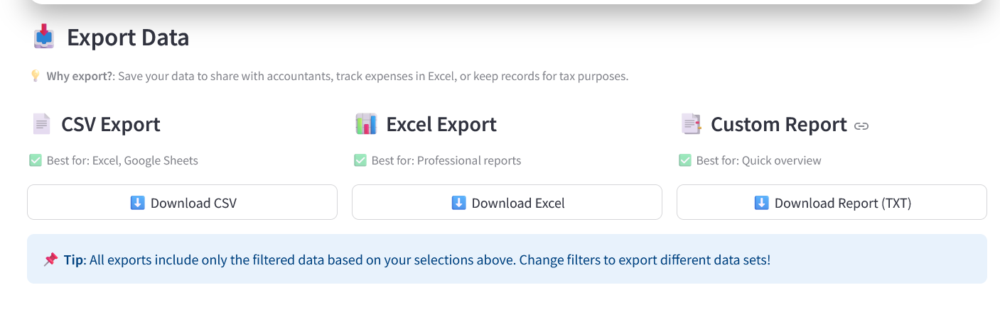 Export Data
Why export?: Save your data to share with accountants, track expenses in Excel, or keep records for tax purposes.
CSV Export
Best for: Excel, Google Sheets
Download CSV
Excel Export
Best for: Professional reports
Download Excel
Custom Report
Best for: Quick overview
Download Report (TXT)
Tip: All exports include only the filtered data based on your selections above. Change filters to export different data sets!